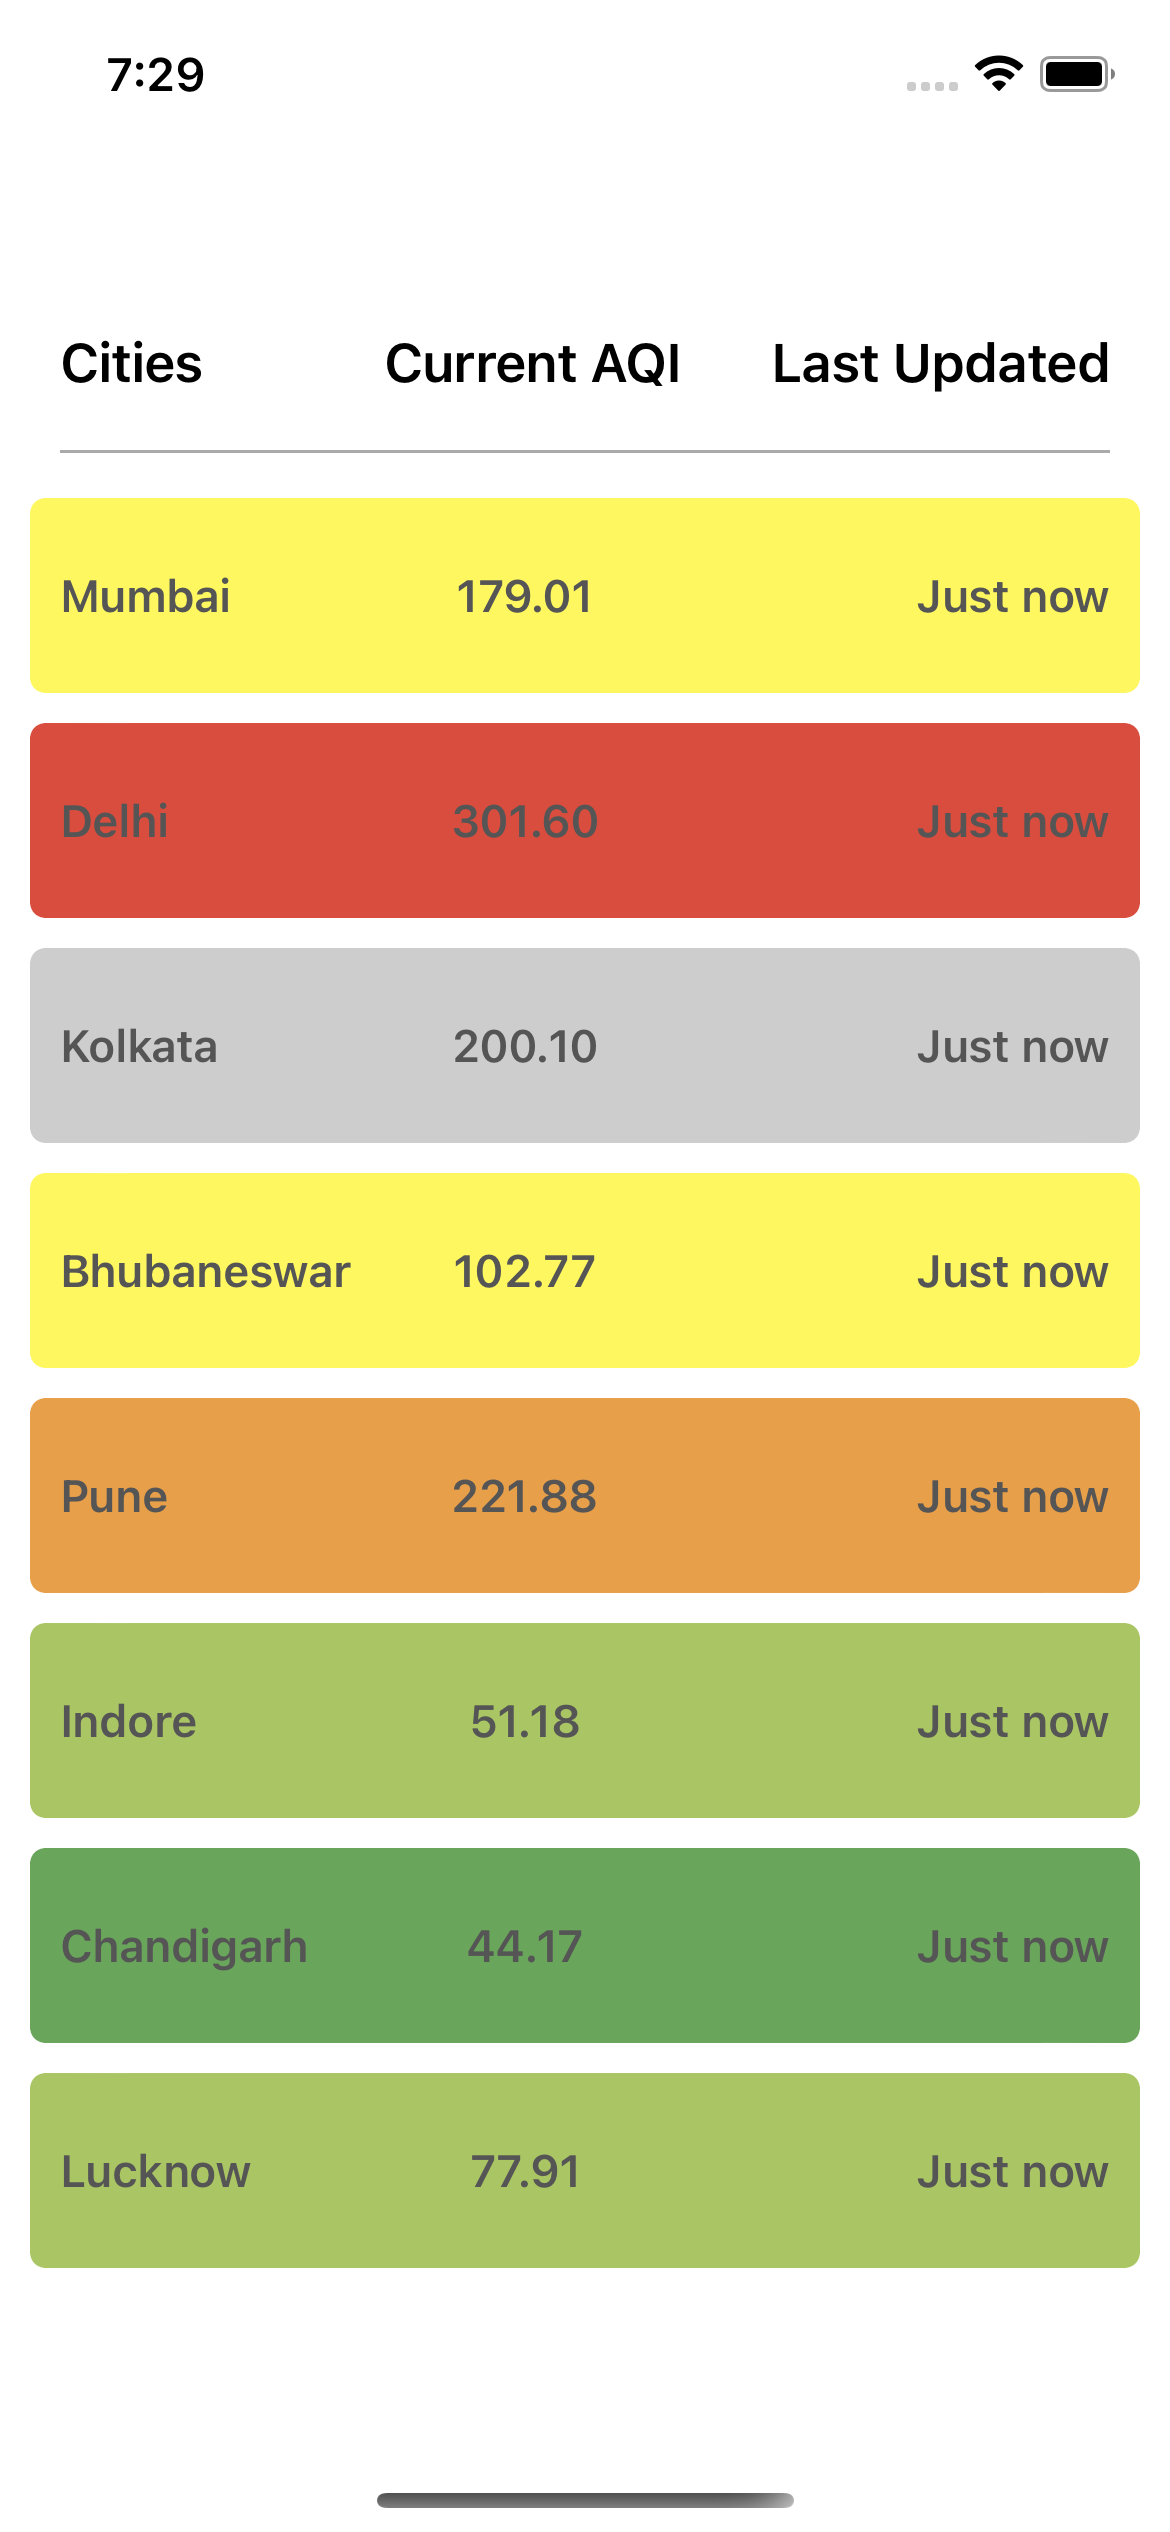 7:29
Cities Current AQI Last Updated
Mumbai 179.01 Just now
Delhi 301.60 Just now
Kolkata 200.10 Just now
Bhubaneswar 102.77 Just now
Pune 221.88 Just now
Indore 51.18 Just now
Chandigarh 44.17 Just now
Lucknow 77.91 Just now